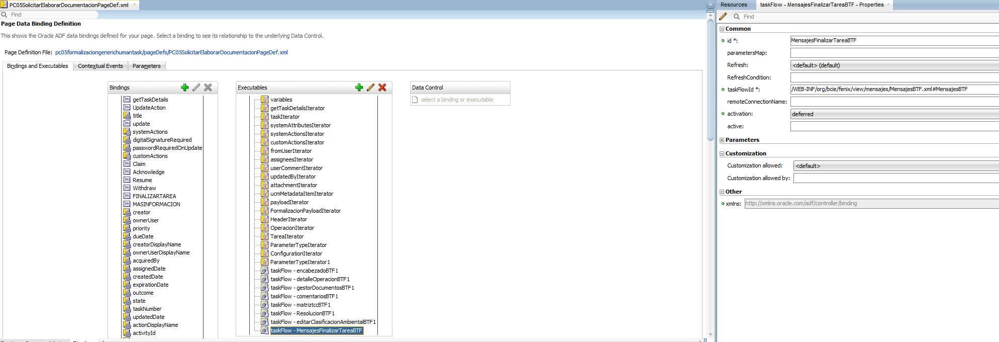 PC05SolicitarElaborarDocumentacionPageDef.xml
Find
Page Data Binding Definition
This shows the Oracle ADF data bindings defined for your page. Select a binding to see its relationship to the underlying Data Control.
Page Definition File: pc05formalizaciongenerichumantask/pageDefs/PC05SolicitarElaborarDocumentacionPageDef.xml
Bindings and Executables
Contextual Events
Parameters
Bindings
getTaskDetails
UpdateAction
title
update
systemActions
digitalSignatureRequired
passwordRequiredOnUpdate
customActions
Claim
Acknowledge
Resume
Withdraw
FINALIZARTAREA
MASINFORMACION
creator
ownerUser
priority
dueDate
creatorDisplayName
ownerUserDisplayName
acquiredBy
assignedDate
createdDate
expirationDate
outcome
state
taskNumber
updatedDate
actionDisplayName
activityId
Executables
variables
getTaskDetailsIterator
taskIterator
systemAttributesIterator
systemActionsIterator
customActionsIterator
fromUserIterator
assigneesIterator
userCommentIterator
updatedByIterator
attachmentIterator
ucmMetadataItemIterator
payloadIterator
FormalizacionPayloadIterator
HeaderIterator
OperacionIterator
TareaIterator
ParameterTypeIterator
ConfigurationIterator
ParameterTypeIterator1
taskFlow - encabezadoBTF1
taskFlow - detalleOperacionBTF1
taskFlow - gestorDocumentosBTF1
taskFlow - comentariosBTF1
taskFlow - matriztccBTF1
taskFlow - ResolucionBTF1
taskFlow - editarClasificacionAmbientalBTF1
taskFlow - MensajesFinalizarTareaBTF
Data Control
select a binding or executable
Resources
taskFlow - MensajesFinalizarTareaBTF - Properties
Find
Common
id *: MensajesFinalizarTareaBTF
parametersMap:
Refresh: <default> (default)
RefreshCondition:
taskFlowId *: /WEB-INF/org/bcie/fenix/view/mensajes/MensajesBTF.xml#MensajesBTF
remoteConnectionName:
activation: deferred
active:
Parameters
Customization
Customization allowed: <default>
Customization allowed by:
Other
xmlns: http://xmlns.oracle.com/adf/controller/binding